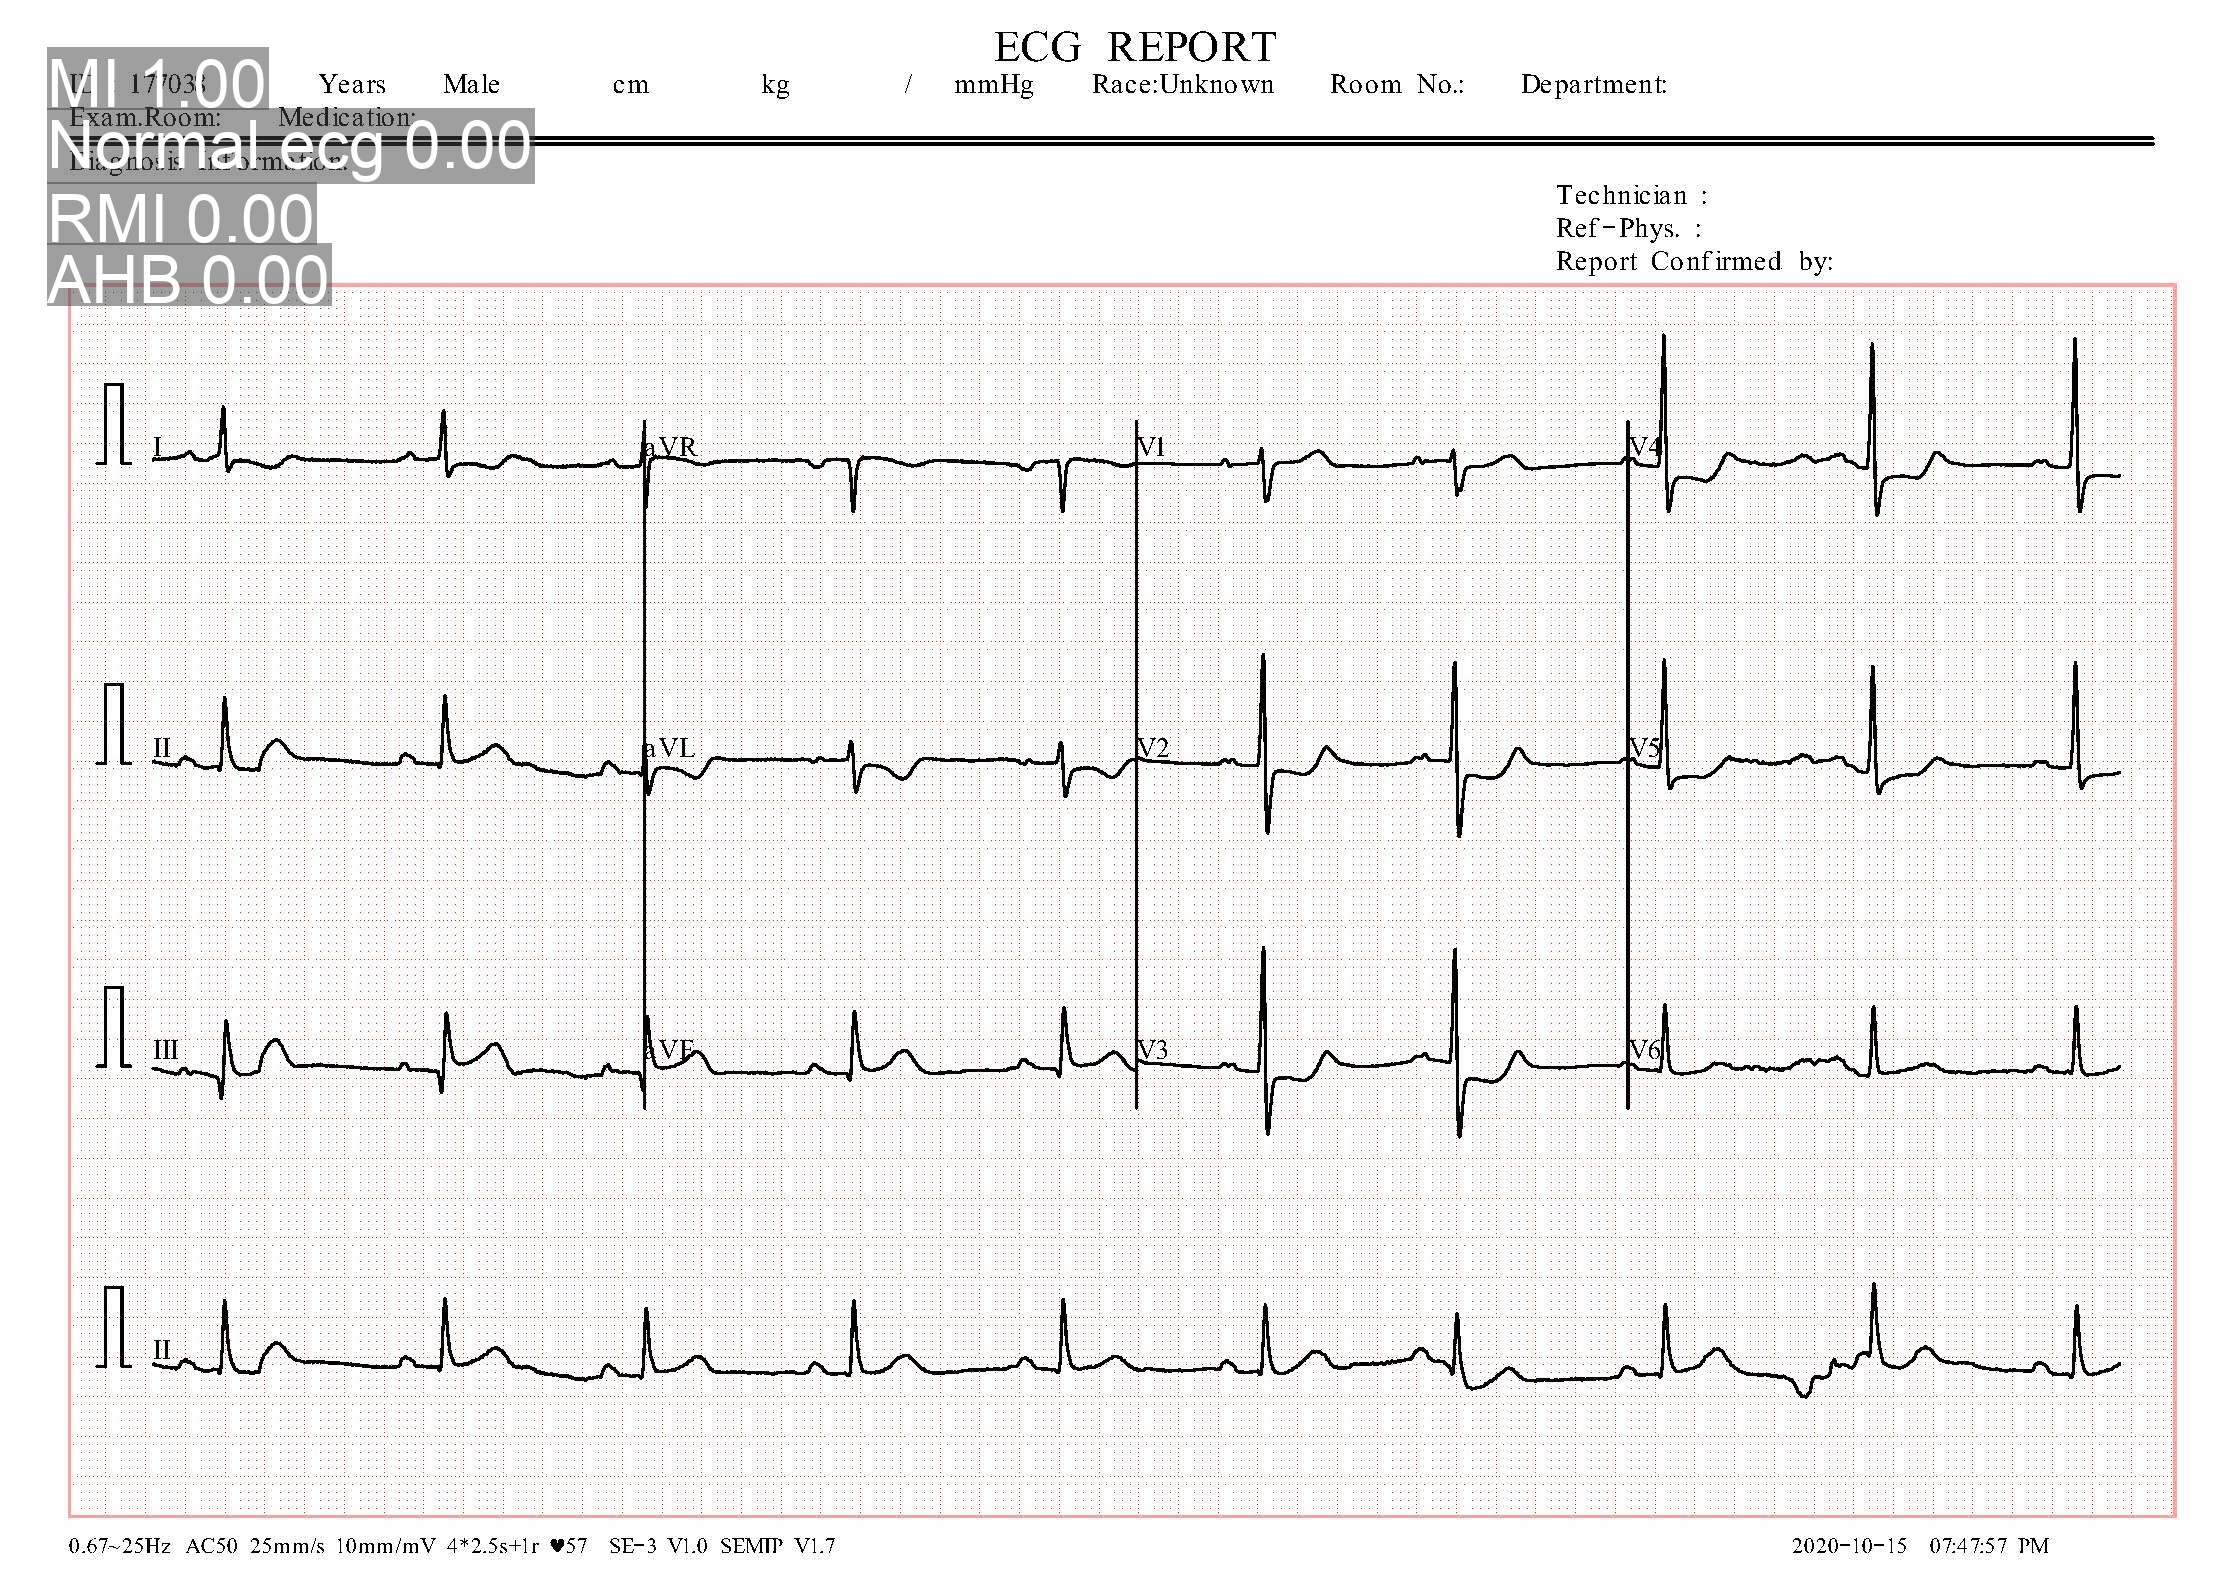 ECG REPORT
MI 1.00
177038 Years Male cm kg / mmHg Race:Unknown Room No.: Department:
Exam.Room: Medication:
Normal ecg 0.00
Diagnosis Information:
RMI 0.00
Technician :
Ref-Phys. :
AHB 0.00
Report Confirmed by:
I aVR V1 V4
II aVL V2 V5
III aVF V3 V6
II
0.67~25Hz AC50 25mm/s 10mm/mV 4*2.5s+1r ♥57 SE-3 V1.0 SEMIP V1.7 2020-10-15 07:47:57 PM